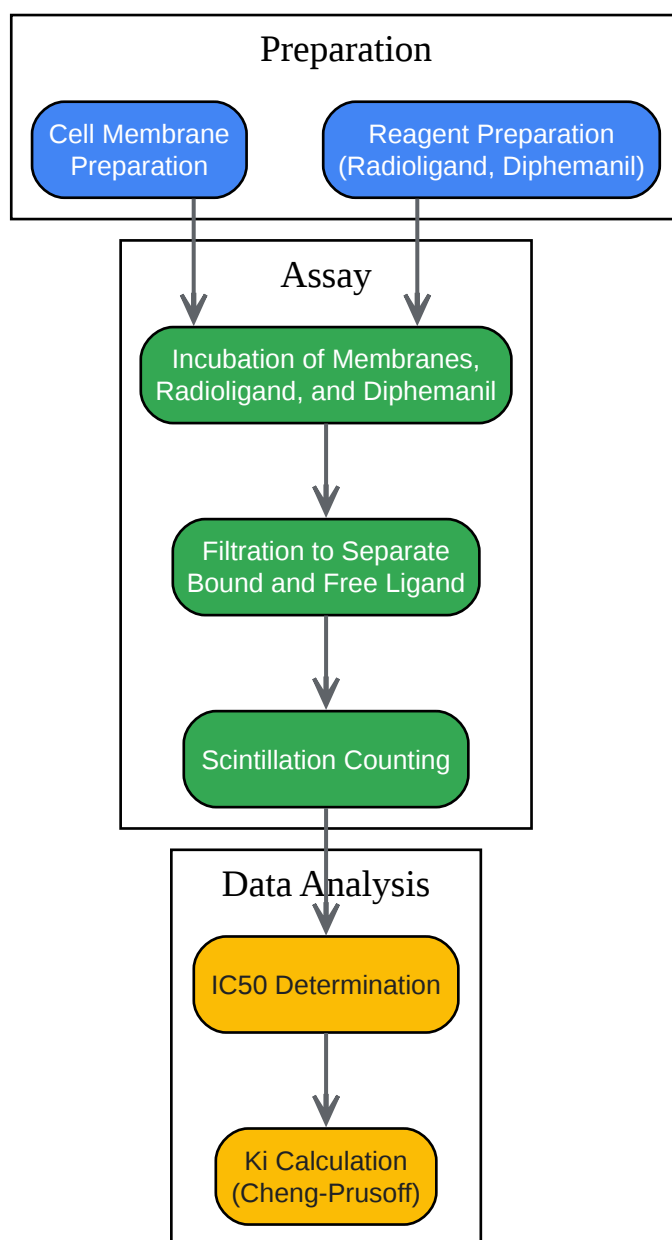 Preparation
Cell Membrane
Preparation
Reagent Preparation
(Radioligand, Diphemanil)
Assay
Incubation of Membranes,
Radioligand, and Diphemanil
Filtration to Separate
Bound and Free Ligand
Scintillation Counting
Data Analysis
IC50 Determination
Ki Calculation
(Cheng-Prusoff)